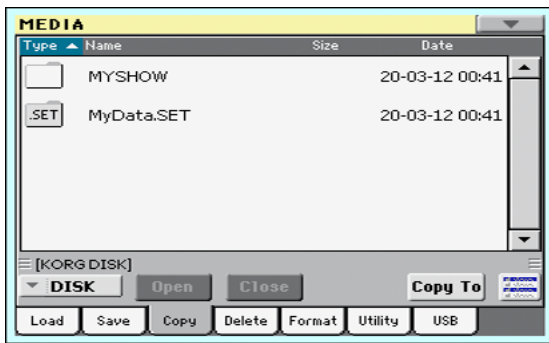 MEDIA
Type Name Size Date
MYSHOW 20-03-12 00:41
.SET MyData.SET 20-03-12 00:41
[KORG DISK]
DISK Open Close Copy To
Load Save Copy Delete Format Utility USB